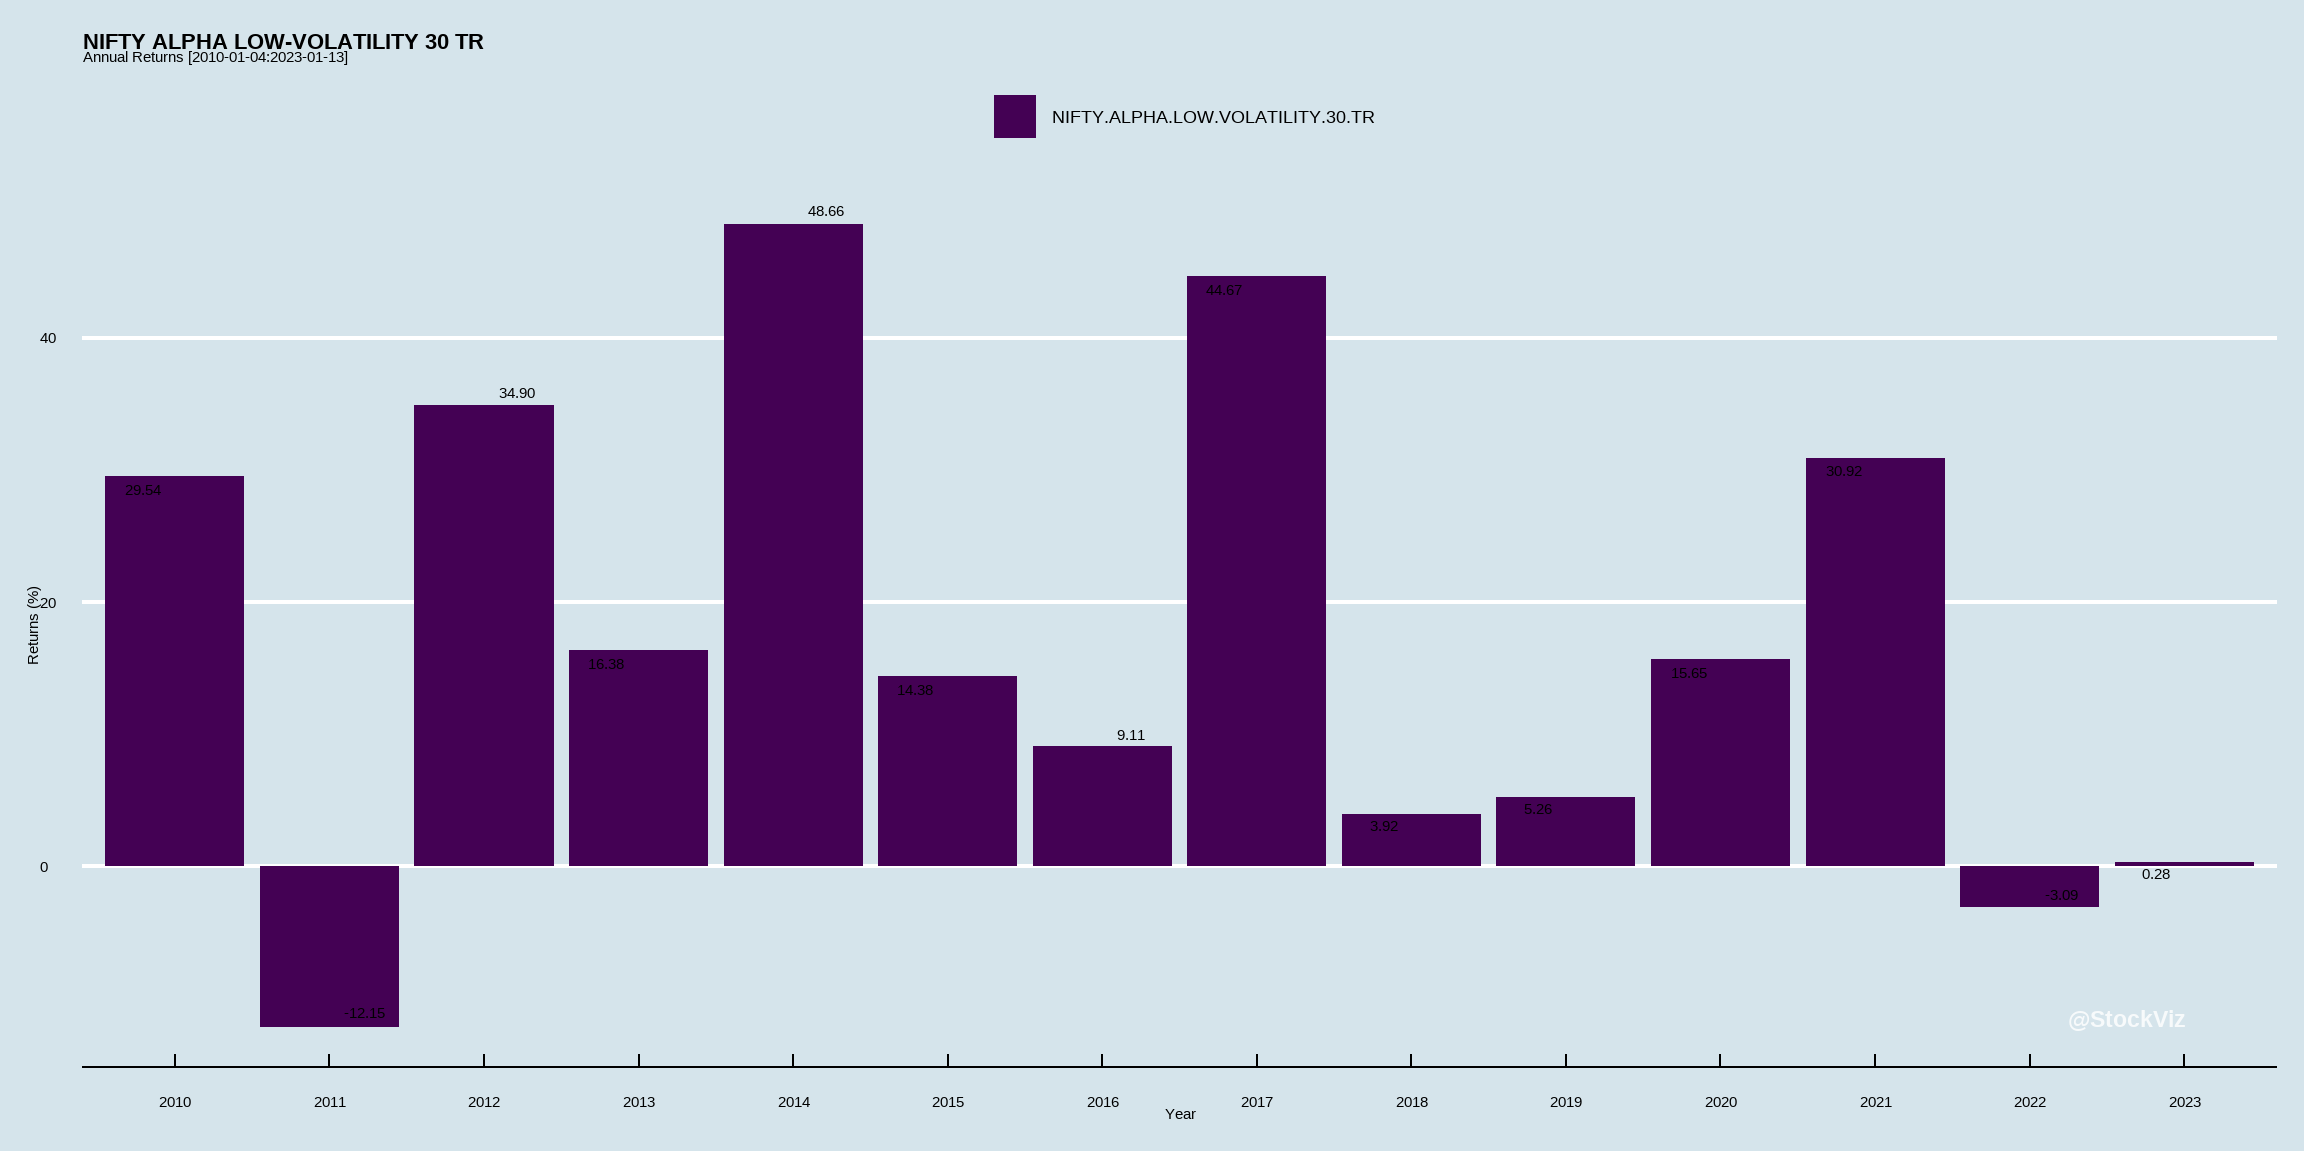 NIFTY ALPHA LOW-VOLATILITY 30 TR
Annual Returns [2010-01-04:2023-01-13]
NIFTY.ALPHA.LOW.VOLATILITY.30.TR
48.66
44.67
40
34.90
30.92
29.54
Returns (%)
20
16.38
15.65
14.38
9.11
5.26
3.92
0
0.28
-3.09
-12.15
@StockViz
2010 2011 2012 2013 2014 2015 2016 2017 2018 2019 2020 2021 2022 2023
Year